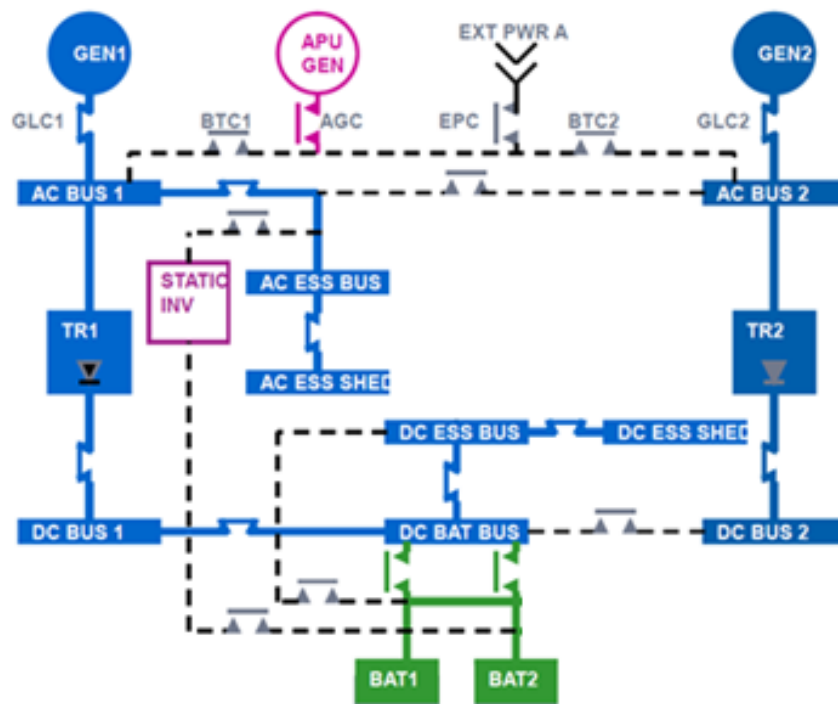 EXT PWR A
GEN1
APU
GEN
GEN2
GLC1
BTC1
AGC
EPC
BTC2
GLC2
AC BUS 1
AC BUS 2
STATIC
INV
AC ESS BUS
TR1
TR2
AC ESS SHED
DC ESS BUS
DC ESS SHED
DC BUS 1
DC BAT BUS
DC BUS 2
BAT1
BAT2